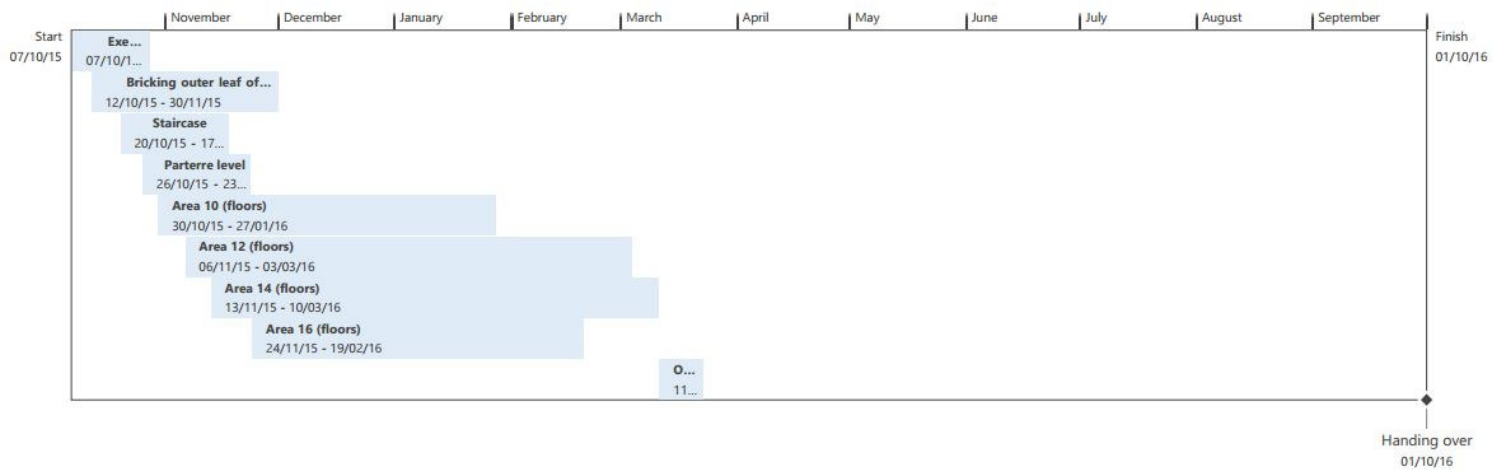 November December January February March April May June July August September
Start
07/10/15
Finish
01/10/16
Exe...
07/10/1...
Bricking outer leaf of...
12/10/15 - 30/11/15
Staircase
20/10/15 - 17...
Parterre level
26/10/15 - 23...
Area 10 (floors)
30/10/15 - 27/01/16
Area 12 (floors)
06/11/15 - 03/03/16
Area 14 (floors)
13/11/15 - 10/03/16
Area 16 (floors)
24/11/15 - 19/02/16
O...
11...
Handing over
01/10/16